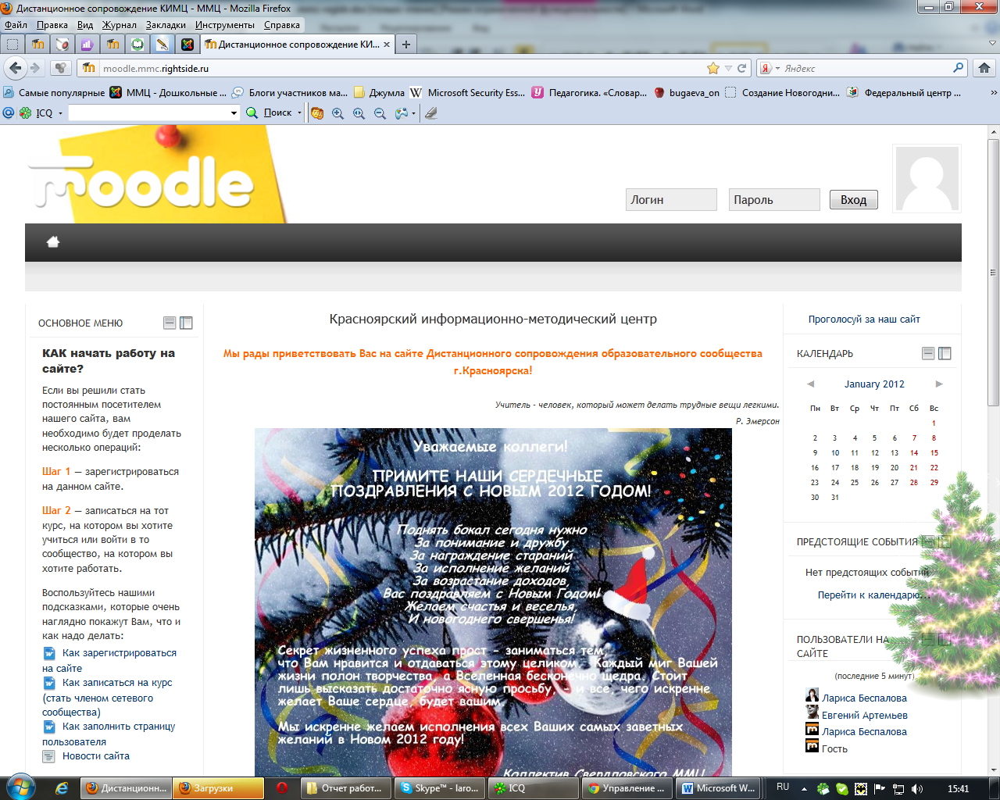 Дистанционное сопровождение КИМЦ - ММЦ - Mozilla Firefox
Файл Правка Вид Журнал Закладки Инструменты Справка
Дистанционное сопровождение КИ...
moodle.mmc.rightside.ru
Яндекс
Самые популярные ММЦ - Дошкольные ... Блоги участников ма... Джумла Microsoft Security Ess... Педагогика. «Словар... bugaeva_on Создание Новогодни... Федеральный центр ...
ICQ Поиск
moodle
Логин Пароль Вход
ОСНОВНОЕ МЕНЮ
КАК начать работу на
сайте?
Если вы решили стать
постоянным посетителем
нашего сайта, вам
необходимо будет проделать
несколько операций:
Шаг 1 — зарегистрироваться
на данном сайте.
Шаг 2 — записаться на тот
курс, на котором вы хотите
учиться или войти в то
сообщество, на котором вы
хотите работать.
Воспользуйтесь нашими
подсказками, которые очень
наглядно покажут Вам, что и
как надо делать:
Как зарегистрироваться
на сайте
Как записаться на курс
(стать членом сетевого
сообщества)
Как заполнить страницу
пользователя
Новости сайта
Красноярский информационно-методический центр
Мы рады приветствовать Вас на сайте Дистанционного сопровождения образовательного сообщества
г.Красноярска!
Учитель - человек, который может делать трудные вещи легкими.
Р. Эмерсон
Уважаемые коллеги!
ПРИМИТЕ НАШИ СЕРДЕЧНЫЕ
ПОЗДРАВЛЕНИЯ С НОВЫМ 2012 ГОДОМ!
Поднять бокал сегодня нужно
За понимание и дружбу
За награждение стараний
За исполнение желаний
За возрастание доходов,
Вас поздравляем с Новым Годом!
Желаем счастья и веселья,
И новогоднего свершенья!
Секрет жизненного успеха прост - заниматься тем,
что Вам нравится и отдаваться этому целиком. Каждый миг Вашей
жизни полон творчества, а Вселенная бесконечно щедра. Стоит
лишь высказать достаточно ясную просьбу, и все, чего искренне
желает Ваше сердце, будет вашим.
Мы искренне желаем исполнения всех Ваших самых заветных
желаний в Новом 2012 году!
Коллектив Свердловского ММЦ
Проголосуй за наш сайт
КАЛЕНДАРЬ
January 2012
Пн Вт Ср Чт Пт Сб Вс
1
2 3 4 5 6 7 8
9 10 11 12 13 14 15
16 17 18 19 20 21 22
23 24 25 26 27 28 29
30 31
ПРЕДСТОЯЩИЕ СОБЫТИЯ
Нет предстоящих событий
Перейти к календарю...
ПОЛЬЗОВАТЕЛИ НА
САЙТЕ
(последние 5 минут)
Лариса Беспалова
Евгений Артемьев
Лариса Беспалова
Гость
Дистанционн... Загрузки Отчет работ... Skype™ - laro... ICQ Управление ... Microsoft W... RU 15:41